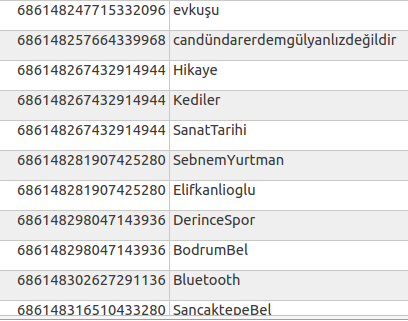 686148247715332096 evkuşu
686148257664339968 candündarerdemgülyanlızdeğildir
686148267432914944 Hikaye
686148267432914944 Kediler
686148267432914944 SanatTarihi
686148281907425280 SebnemYurtman
686148281907425280 Elifkanlioglu
686148298047143936 DerinceSpor
686148298047143936 BodrumBel
686148302627291136 Bluetooth
686148316510433280 SancaktepeBel